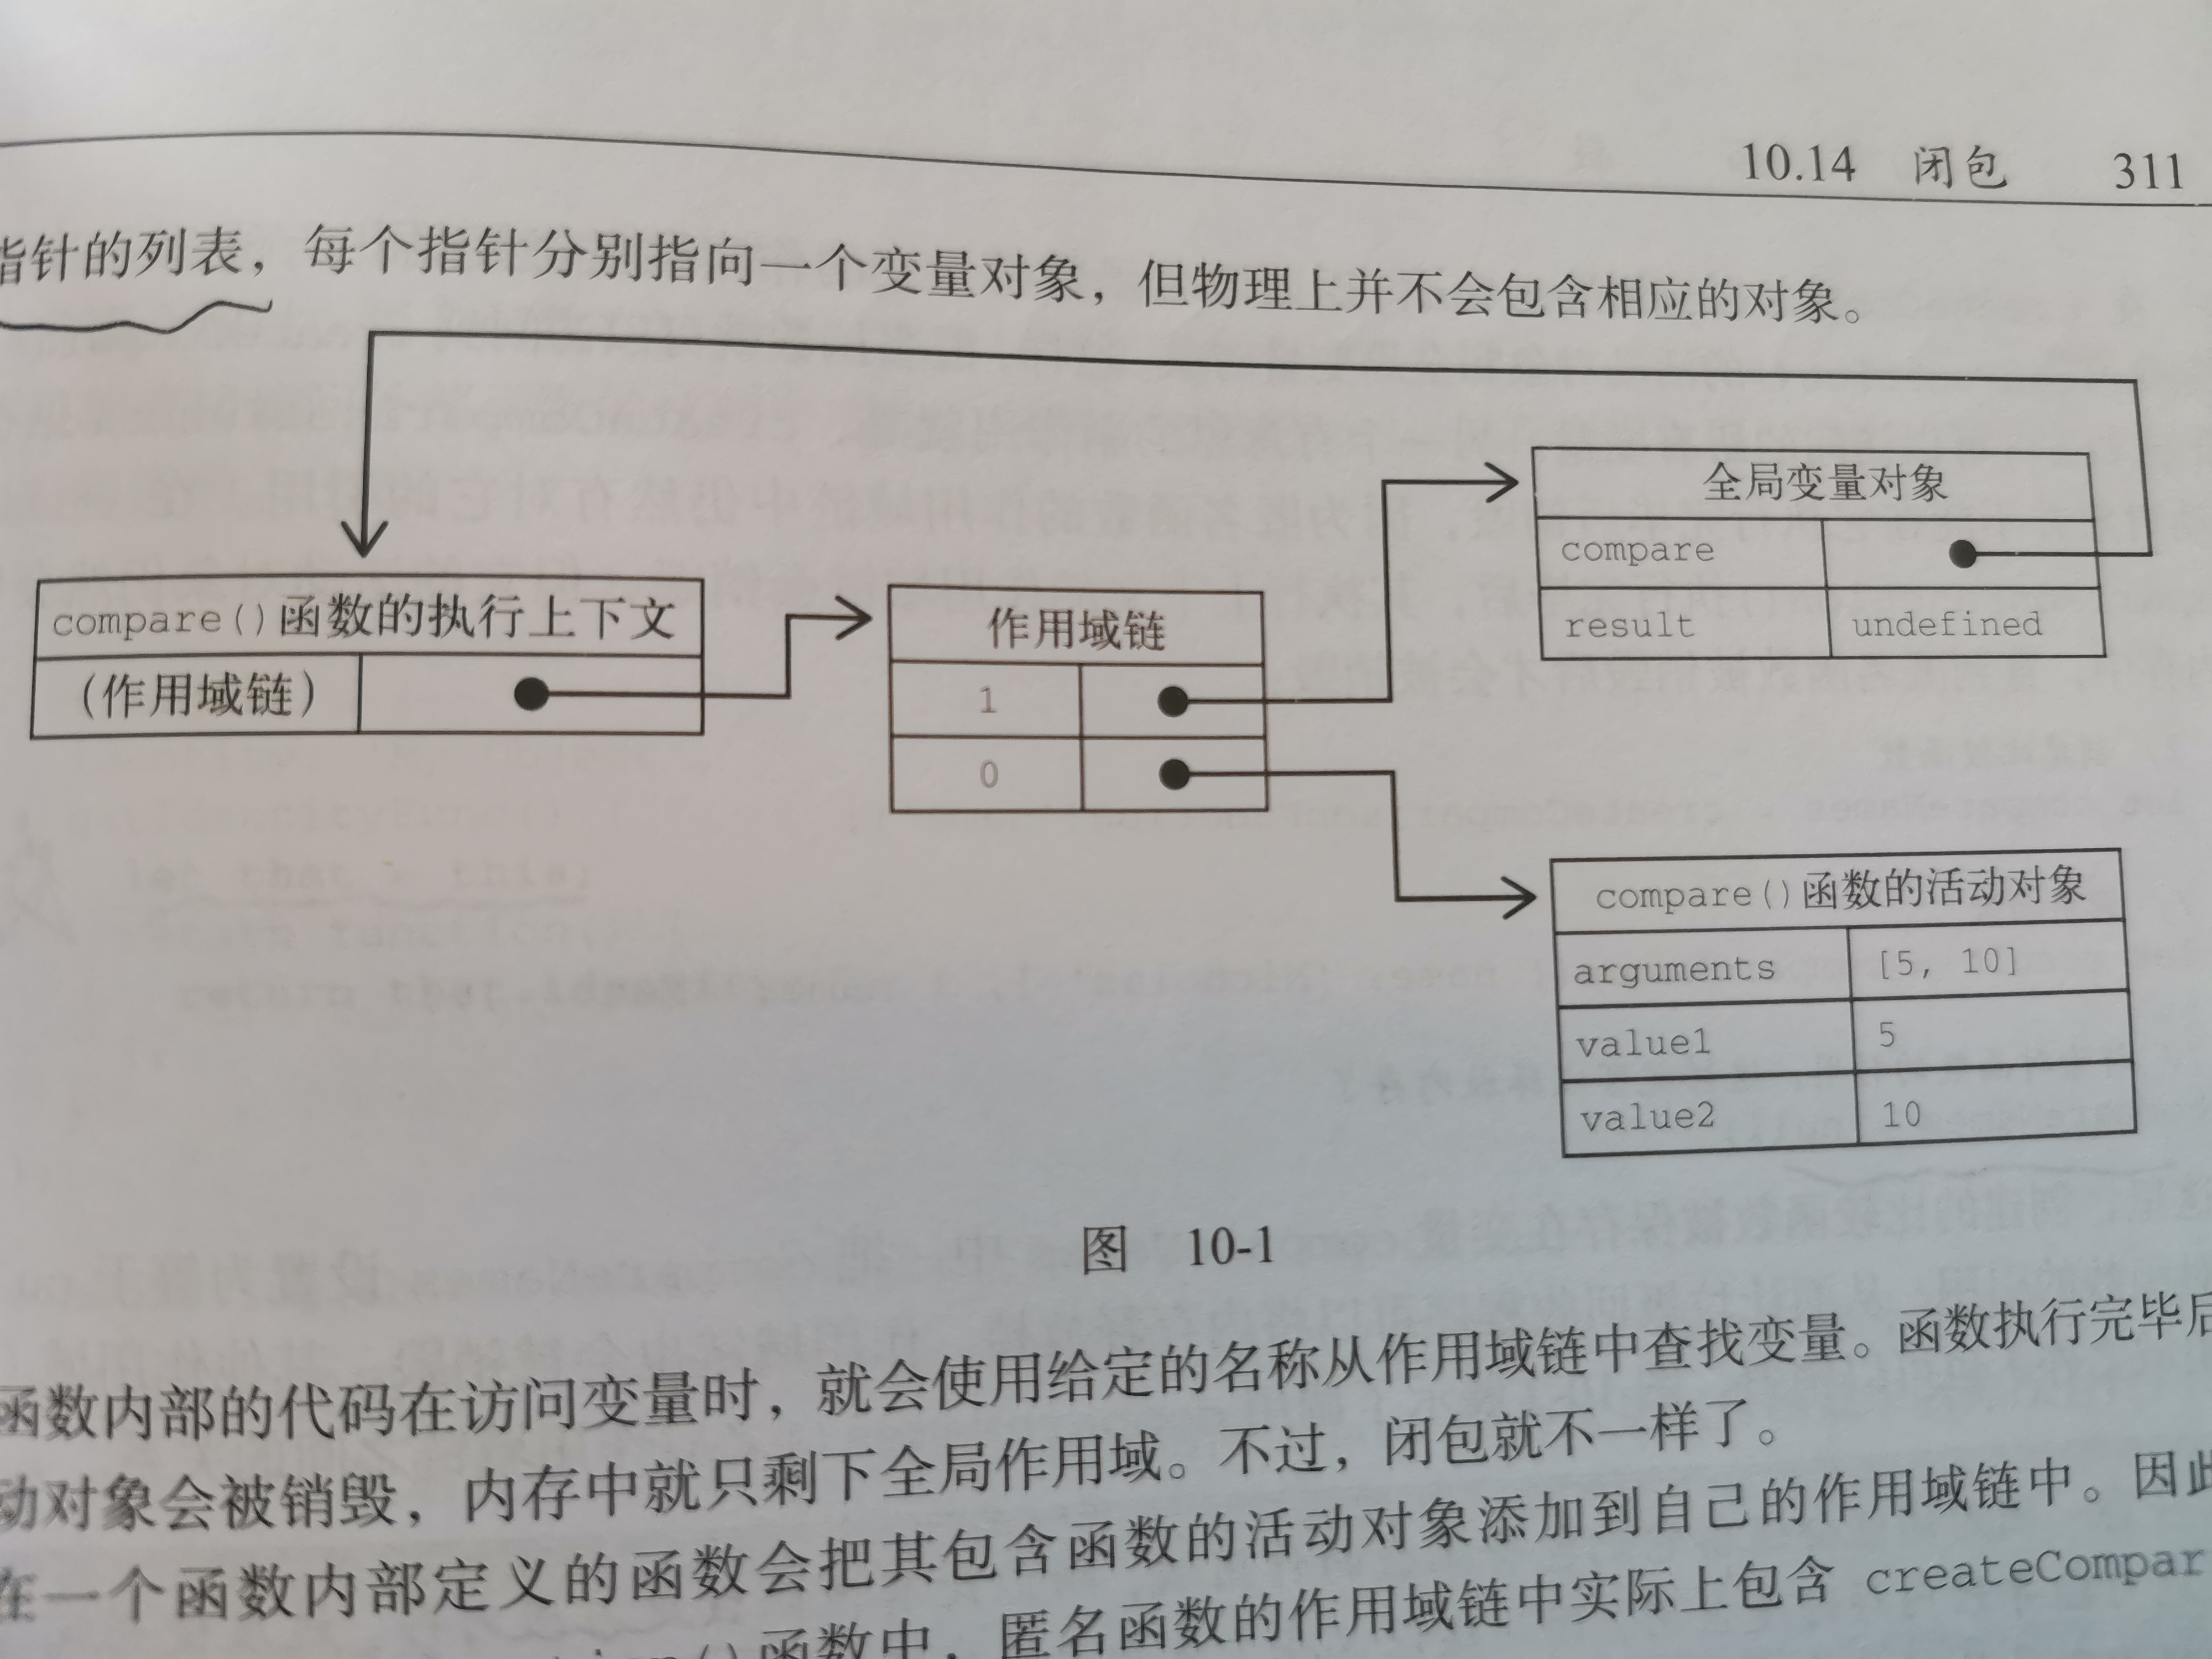 10.14 闭包 311
指针的列表，每个指针分别指向一个变量对象，但物理上并不会包含相应的对象。
全局变量对象
compare
result undefined
compare()函数的执行上下文
（作用域链）
作用域链
1
0
compare()函数的活动对象
arguments [5, 10]
value1 5
value2 10
图 10-1
函数内部的代码在访问变量时，就会使用给定的名称从作用域链中查找变量。函数执行完毕后
动对象会被销毁，内存中就只剩下全局作用域。不过，闭包就不一样了。
在一个函数内部定义的函数会把其包含函数的活动对象添加到自己的作用域链中。因此
()函数中，匿名函数的作用域链中实际上包含 createCompar